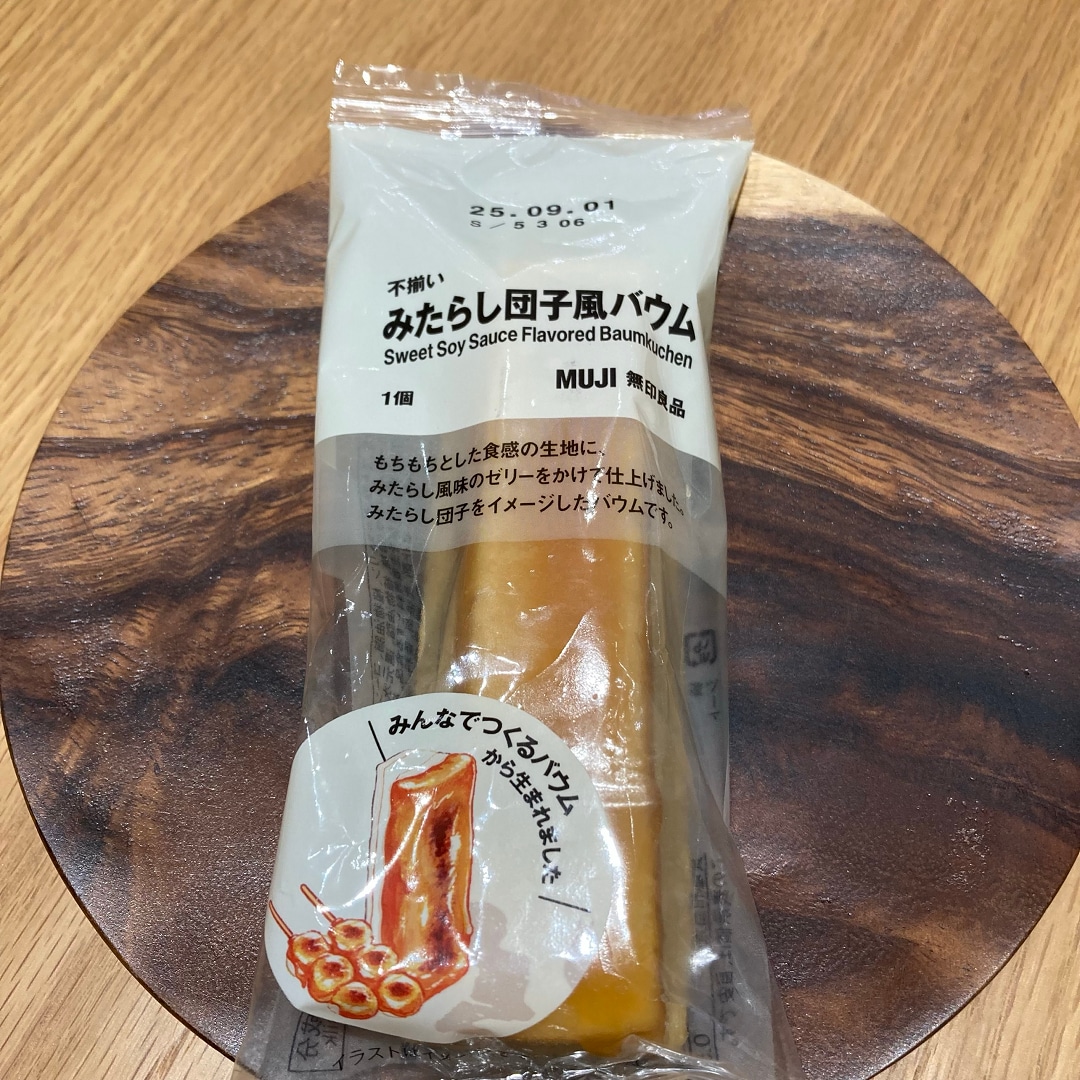 25.09.01
S/5306
不揃い
みたらし団子風バウム
Sweet Soy Sauce Flavored Baumkuchen
1個
MUJI 無印良品
もちもちとした食感の生地に、
みたらし風味のゼリーをかけて仕上げました。
みたらし団子をイメージしたバウムです。
みんなでつくるバウム
から生まれました